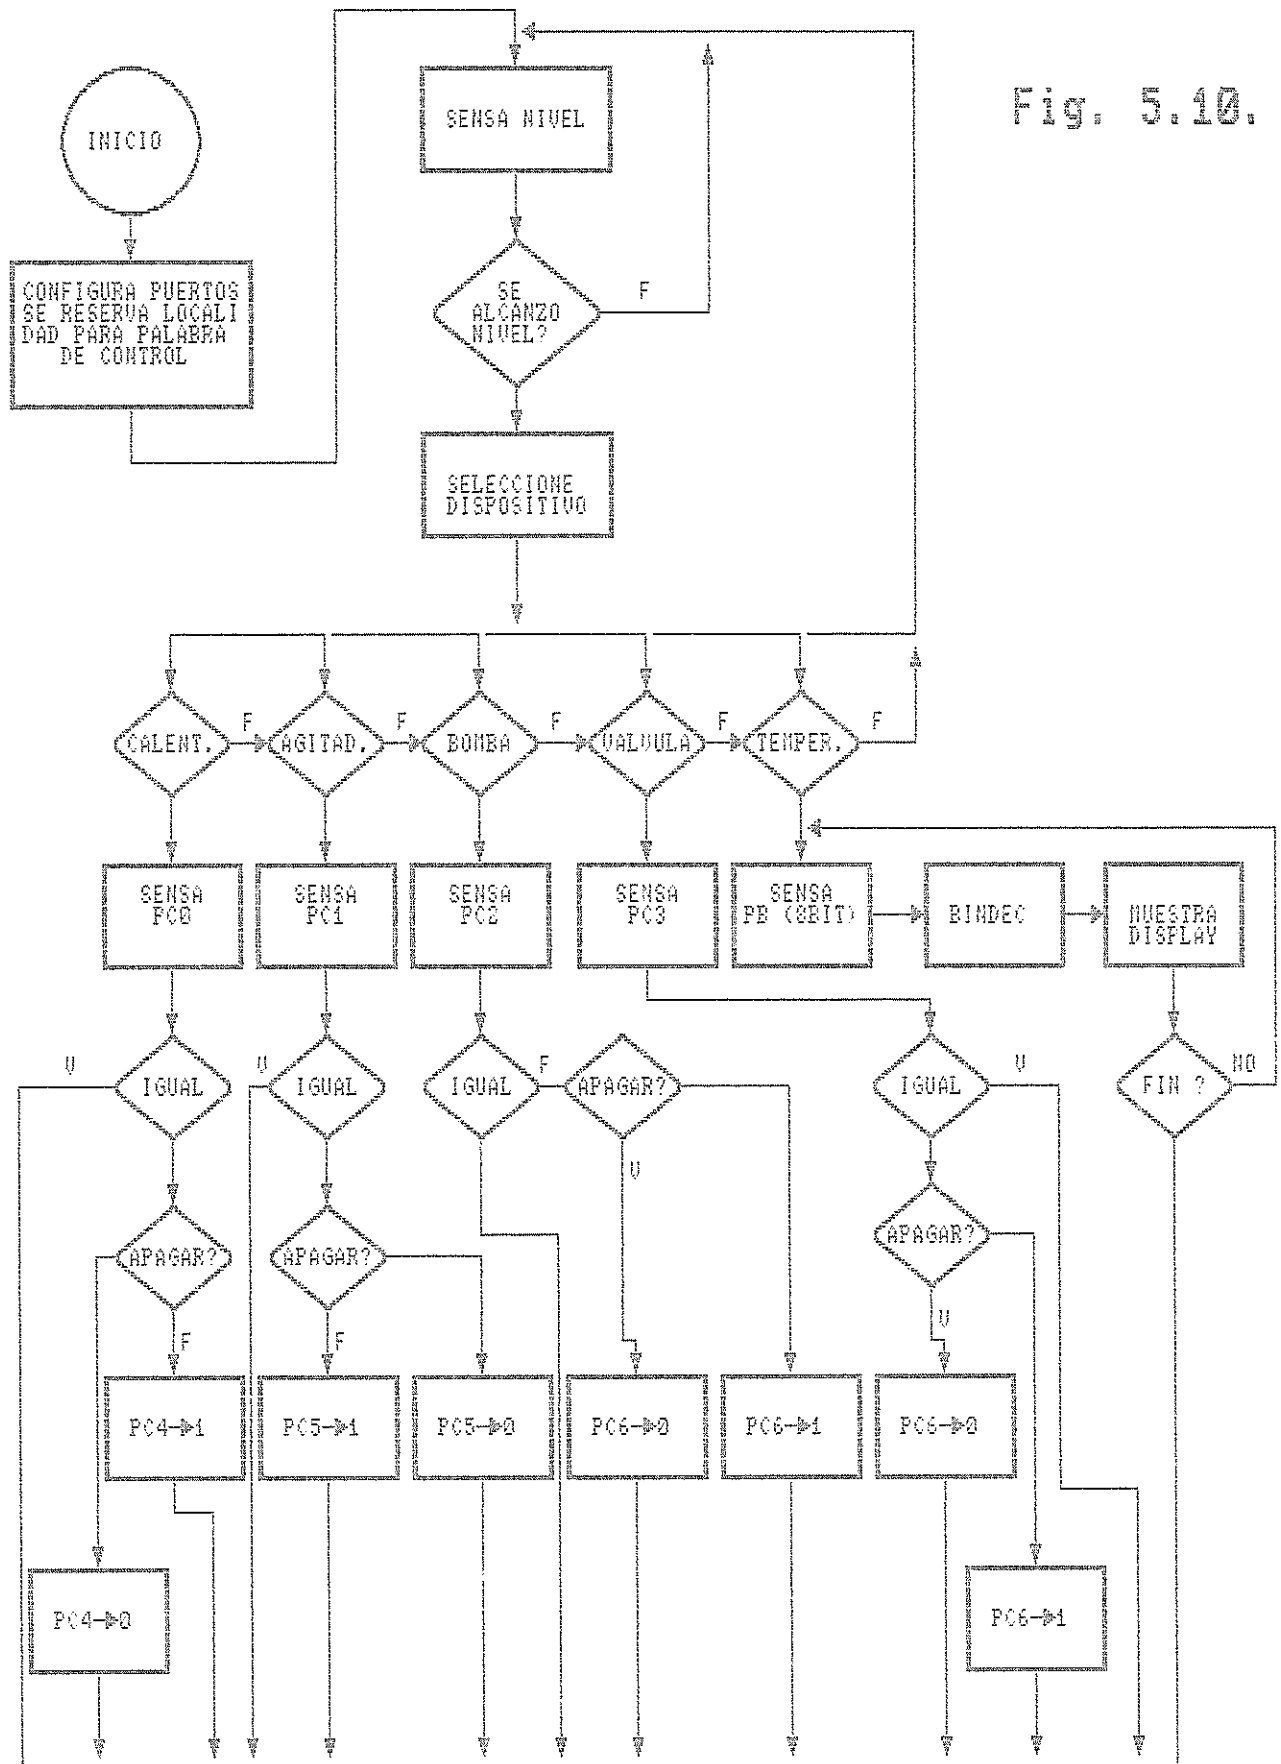 Fig. 5.10.
INICIO
CONFIGURA PUERTOS
SE RESERVA LOCALI
DAD PARA PALABRA
DE CONTROL
SENSA NIVEL
SE
ALCANZO
NIVEL?
F
SELECCIONE
DISPOSITIVO
CALENT.
F
AGITAD.
F
BOMBA
F
VALVULA
F
TEMPER.
F
SENSA
PC0
SENSA
PC1
SENSA
PC2
SENSA
PC3
SENSA
PB (8BIT)
BINDEC
MUESTRA
DISPLAY
V
IGUAL
V
IGUAL
IGUAL
F
APAGAR?
V
IGUAL
V
FIN ?
NO
APAGAR?
F
APAGAR?
F
APAGAR?
V
PC4→1
PC5→1
PC5→0
PC6→0
PC6→1
PC6→0
PC4→0
PC6→1